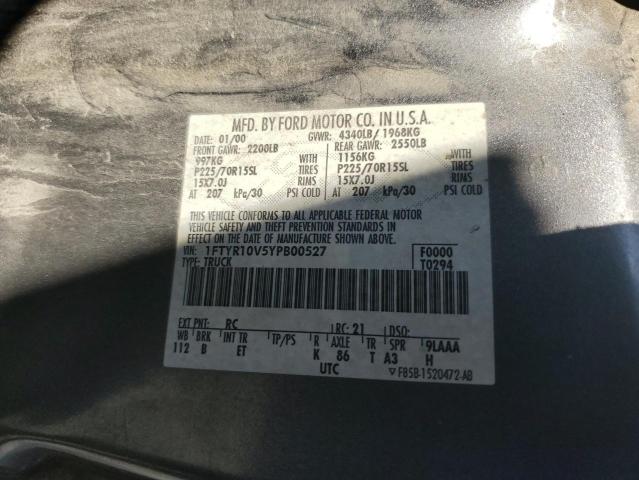 MFD. BY FORD MOTOR CO. IN U.S.A.
DATE: 01/00 GVWR: 4340LB/1968KG
FRONT GAWR: 2200LB REAR GAWR: 2550LB
997KG WITH 1156KG WITH
P225/70R15SL TIRES P225/70R15SL TIRES
15X7.0J RIMS 15X7.0J RIMS
AT 207 kPa/30 PSI COLD AT 207 kPa/30 PSI COLD
THIS VEHICLE CONFORMS TO ALL APPLICABLE FEDERAL MOTOR
VEHICLE SAFETY AND THEFT PREVENTION STANDARDS IN
EFFECT ON THE DATE OF MANUFACTURE SHOWN ABOVE.
VIN: 1FTYR10V5YPB00527 F0000
TYPE: TRUCK T0294
EXT PNT: RC RC: 21 DSO:
WB BRK INT TR TP/PS R AXLE TR SPR 9LAAA
112 B ET K 86 T A3 H
UTC
F85B-1520472-AB